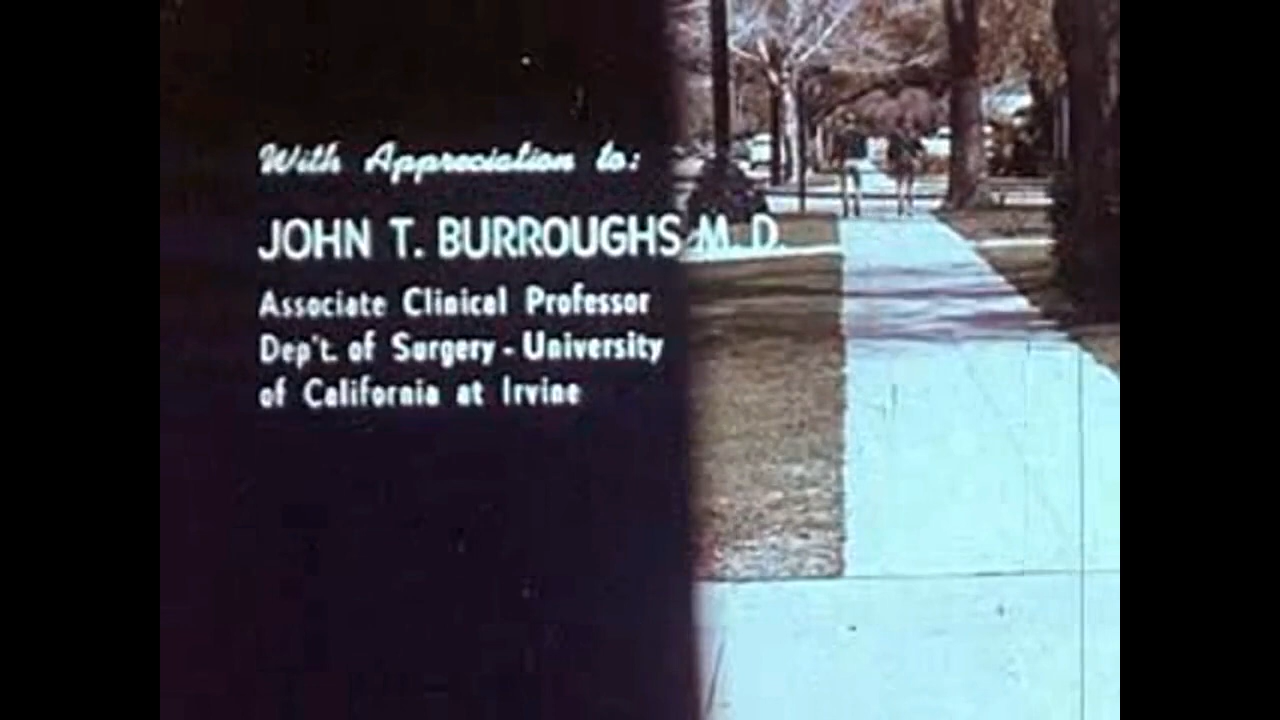 With Appreciation to:
JOHN T. BURROUGHS M.D.
Associate Clinical Professor
Dep't. of Surgery - University
of California at Irvine